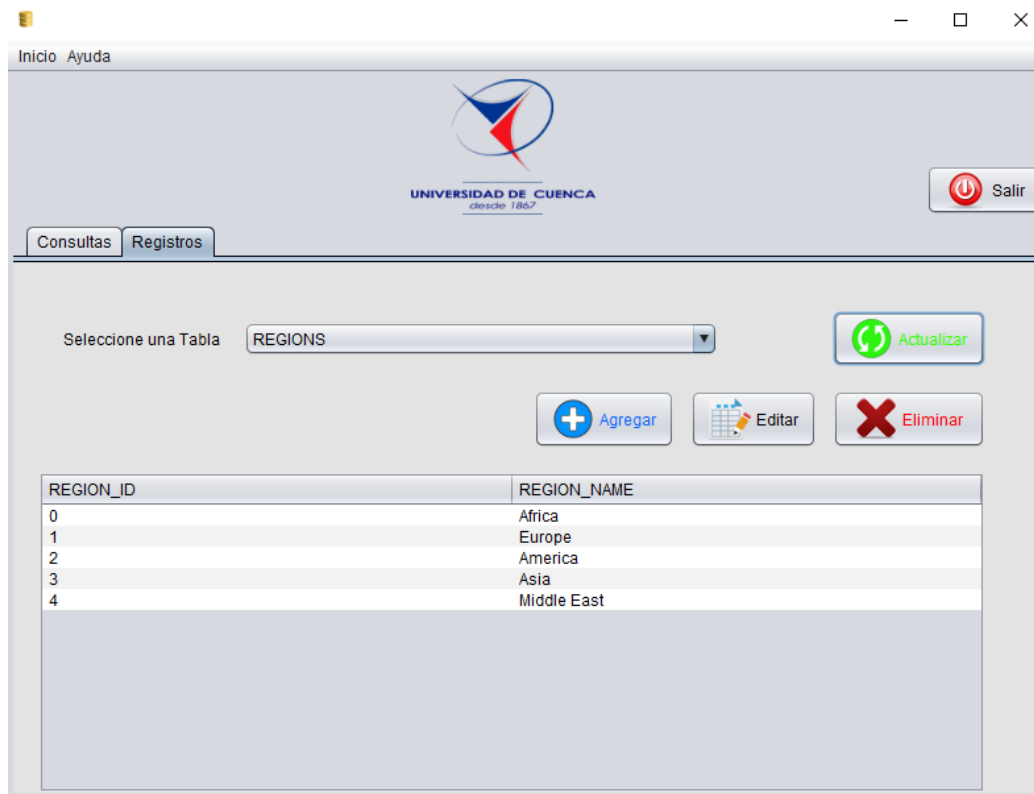 Inicio Ayuda
UNIVERSIDAD DE CUENCA
desde 1867
Salir
Consultas Registros
Seleccione una Tabla REGIONS Actualizar
Agregar Editar Eliminar
REGION_ID REGION_NAME
0 Africa
1 Europe
2 America
3 Asia
4 Middle East